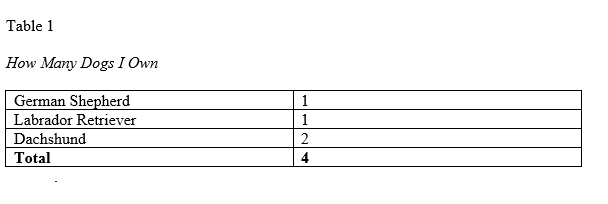 Table 1
How Many Dogs I Own
German Shepherd 1
Labrador Retriever 1
Dachshund 2
Total 4